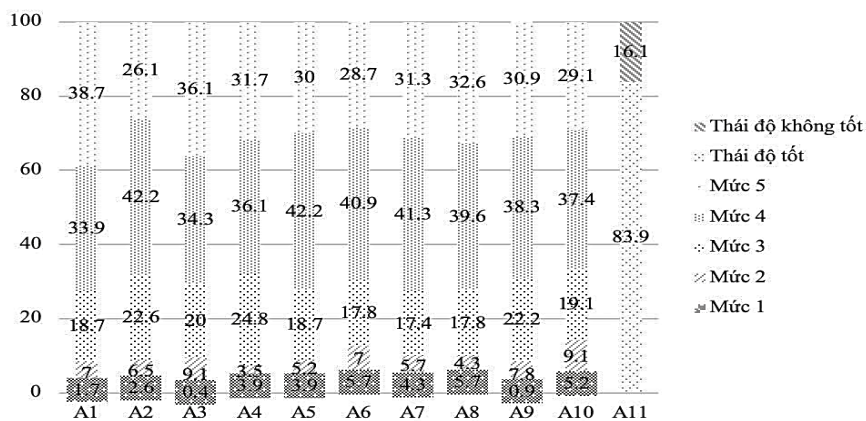 100
80
60
40
20
0
38.7 26.1 36.1 31.7 30 28.7 31.3 32.6 30.9 29.1 16.1
33.9 42.2 34.3 36.1 42.2 40.9 41.3 39.6 38.3 37.4 83.9
18.7 22.6 20 24.8 18.7 17.8 17.4 17.8 22.2 19.1
7 6.5 9.1 3.5 5.2 7 5.7 4.3 7.8 9.1
1.7 2.6 0.4 3.9 3.9 5.7 4.3 5.7 0.9 5.2
A1 A2 A3 A4 A5 A6 A7 A8 A9 A10 A11
Thái độ không tốt
Thái độ tốt
Mức 5
Mức 4
Mức 3
Mức 2
Mức 1